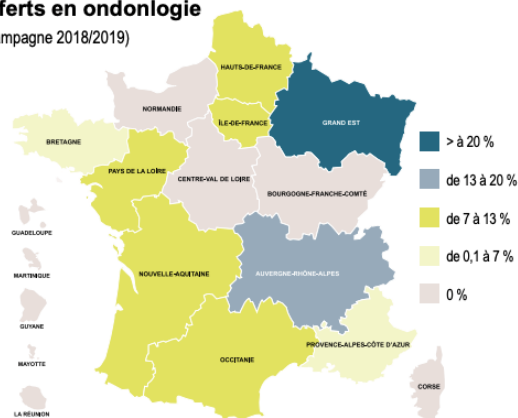 ferts en ondonlogie
ampagne 2018/2019)
HAUTS-DE-FRANCE
NORMANDIE
ÎLE-DE-FRANCE
GRAND EST
BRETAGNE
PAYS DE LA LOIRE
CENTRE-VAL DE LOIRE
BOURGOGNE-FRANCHE-COMTÉ
> à 20 %
de 13 à 20 %
de 7 à 13 %
de 0,1 à 7 %
0 %
GUADELOUPE
MARTINIQUE
GUYANE
MAYOTTE
LA RÉUNION
NOUVELLE-AQUITAINE
AUVERGNE-RHÔNE-ALPES
OCCITANIE
PROVENCE-ALPES-CÔTE D'AZUR
CORSE